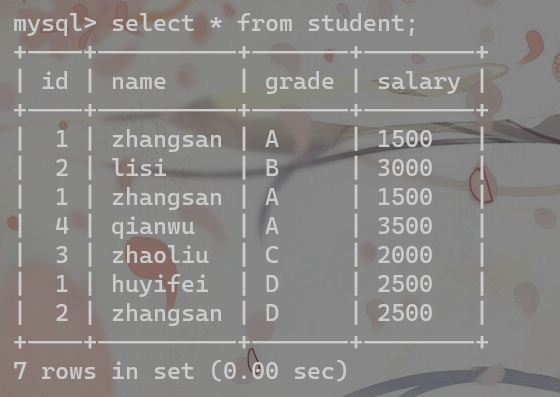 mysql> select * from student;
+----+----------+-------+--------+
| id | name     | grade | salary |
+----+----------+-------+--------+
|  1 | zhangsan | A     | 1500   |
|  2 | lisi     | B     | 3000   |
|  1 | zhangsan | A     | 1500   |
|  4 | qianwu   | A     | 3500   |
|  3 | zhaoliu  | C     | 2000   |
|  1 | huyifei  | D     | 2500   |
|  2 | zhangsan | D     | 2500   |
+----+----------+-------+--------+
7 rows in set (0.00 sec)